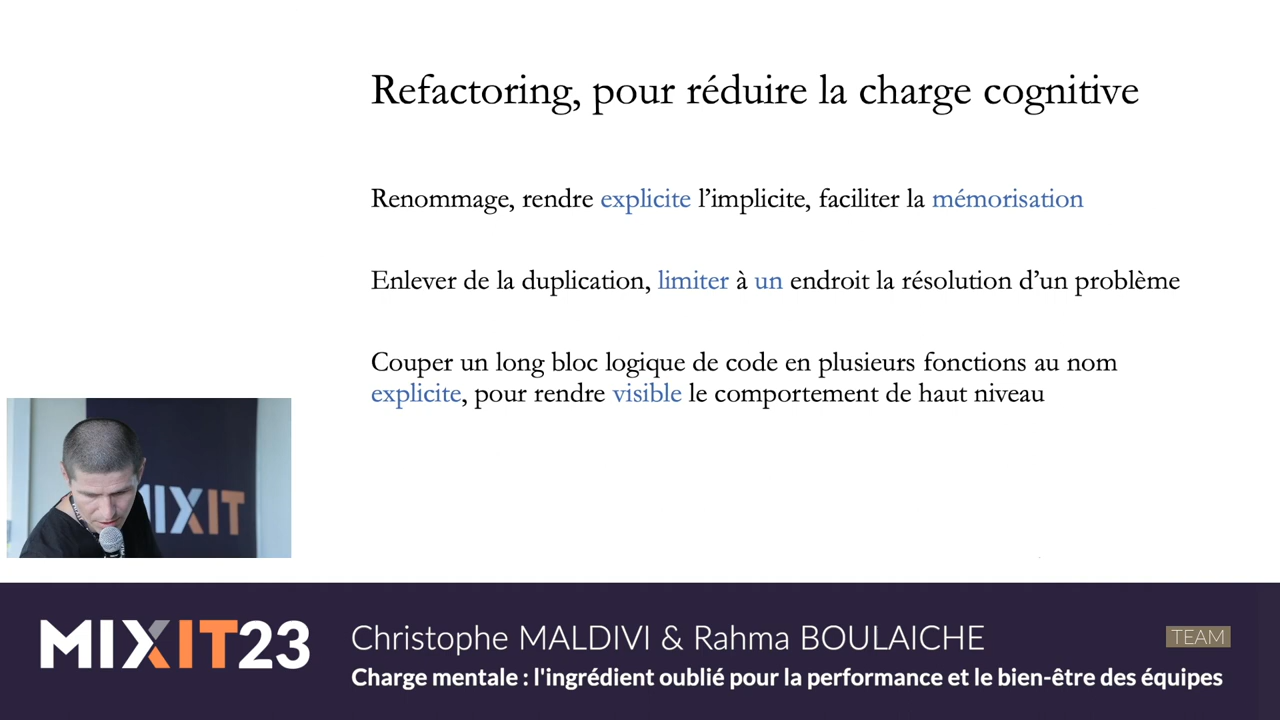 Refactoring, pour réduire la charge cognitive
Renommage, rendre explicite l’implicite, faciliter la mémorisation
Enlever de la duplication, limiter à un endroit la résolution d’un problème
Couper un long bloc logique de code en plusieurs fonctions au nom
explicite, pour rendre visible le comportement de haut niveau
MIXIT
MIXIT23
Christophe MALDIVI & Rahma BOULAICHE
TEAM
Charge mentale : l'ingrédient oublié pour la performance et le bien-être des équipes